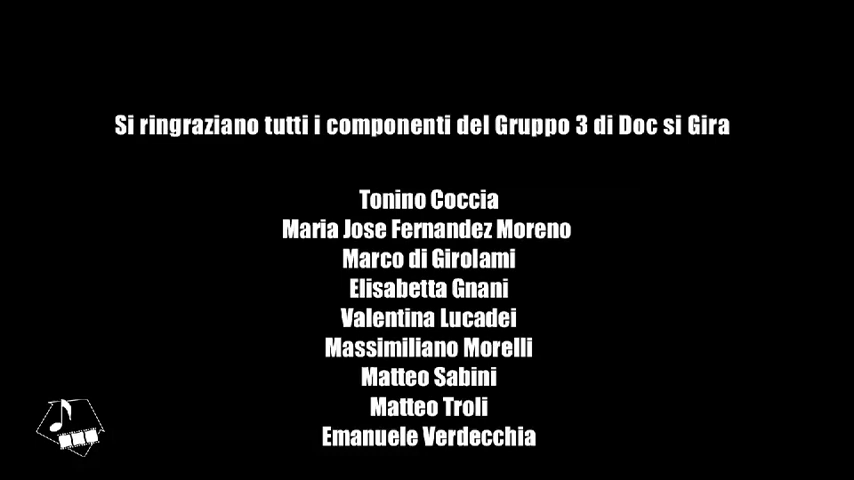 Si ringraziano tutti i componenti del Gruppo 3 di Doc si Gira
Tonino Coccia
Maria Jose Fernandez Moreno
Marco di Girolami
Elisabetta Gnani
Valentina Lucadei
Massimiliano Morelli
Matteo Sabini
Matteo Troli
Emanuele Verdecchia